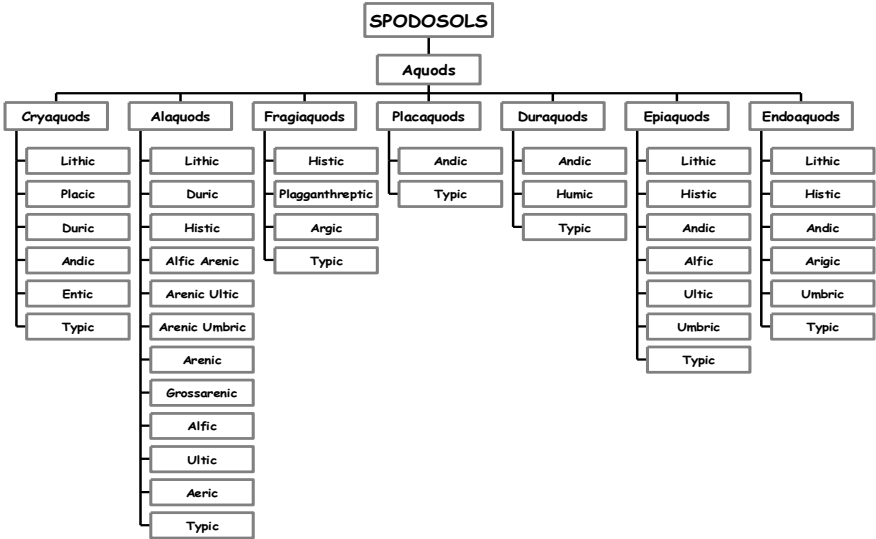 SPODOSOLS
Aquods
Cryaquods
Lithic
Placic
Duric
Andic
Entic
Typic
Alaquods
Lithic
Duric
Histic
Alfic Arenic
Arenic Ultic
Arenic Umbric
Arenic
Grossarenic
Alfic
Ultic
Aeric
Typic
Fragiaquods
Histic
Plagganthreptic
Argic
Typic
Placaquods
Andic
Typic
Duraquods
Andic
Humic
Typic
Epiaquods
Lithic
Histic
Andic
Alfic
Ultic
Umbric
Typic
Endoaquods
Lithic
Histic
Andic
Arigic
Umbric
Typic